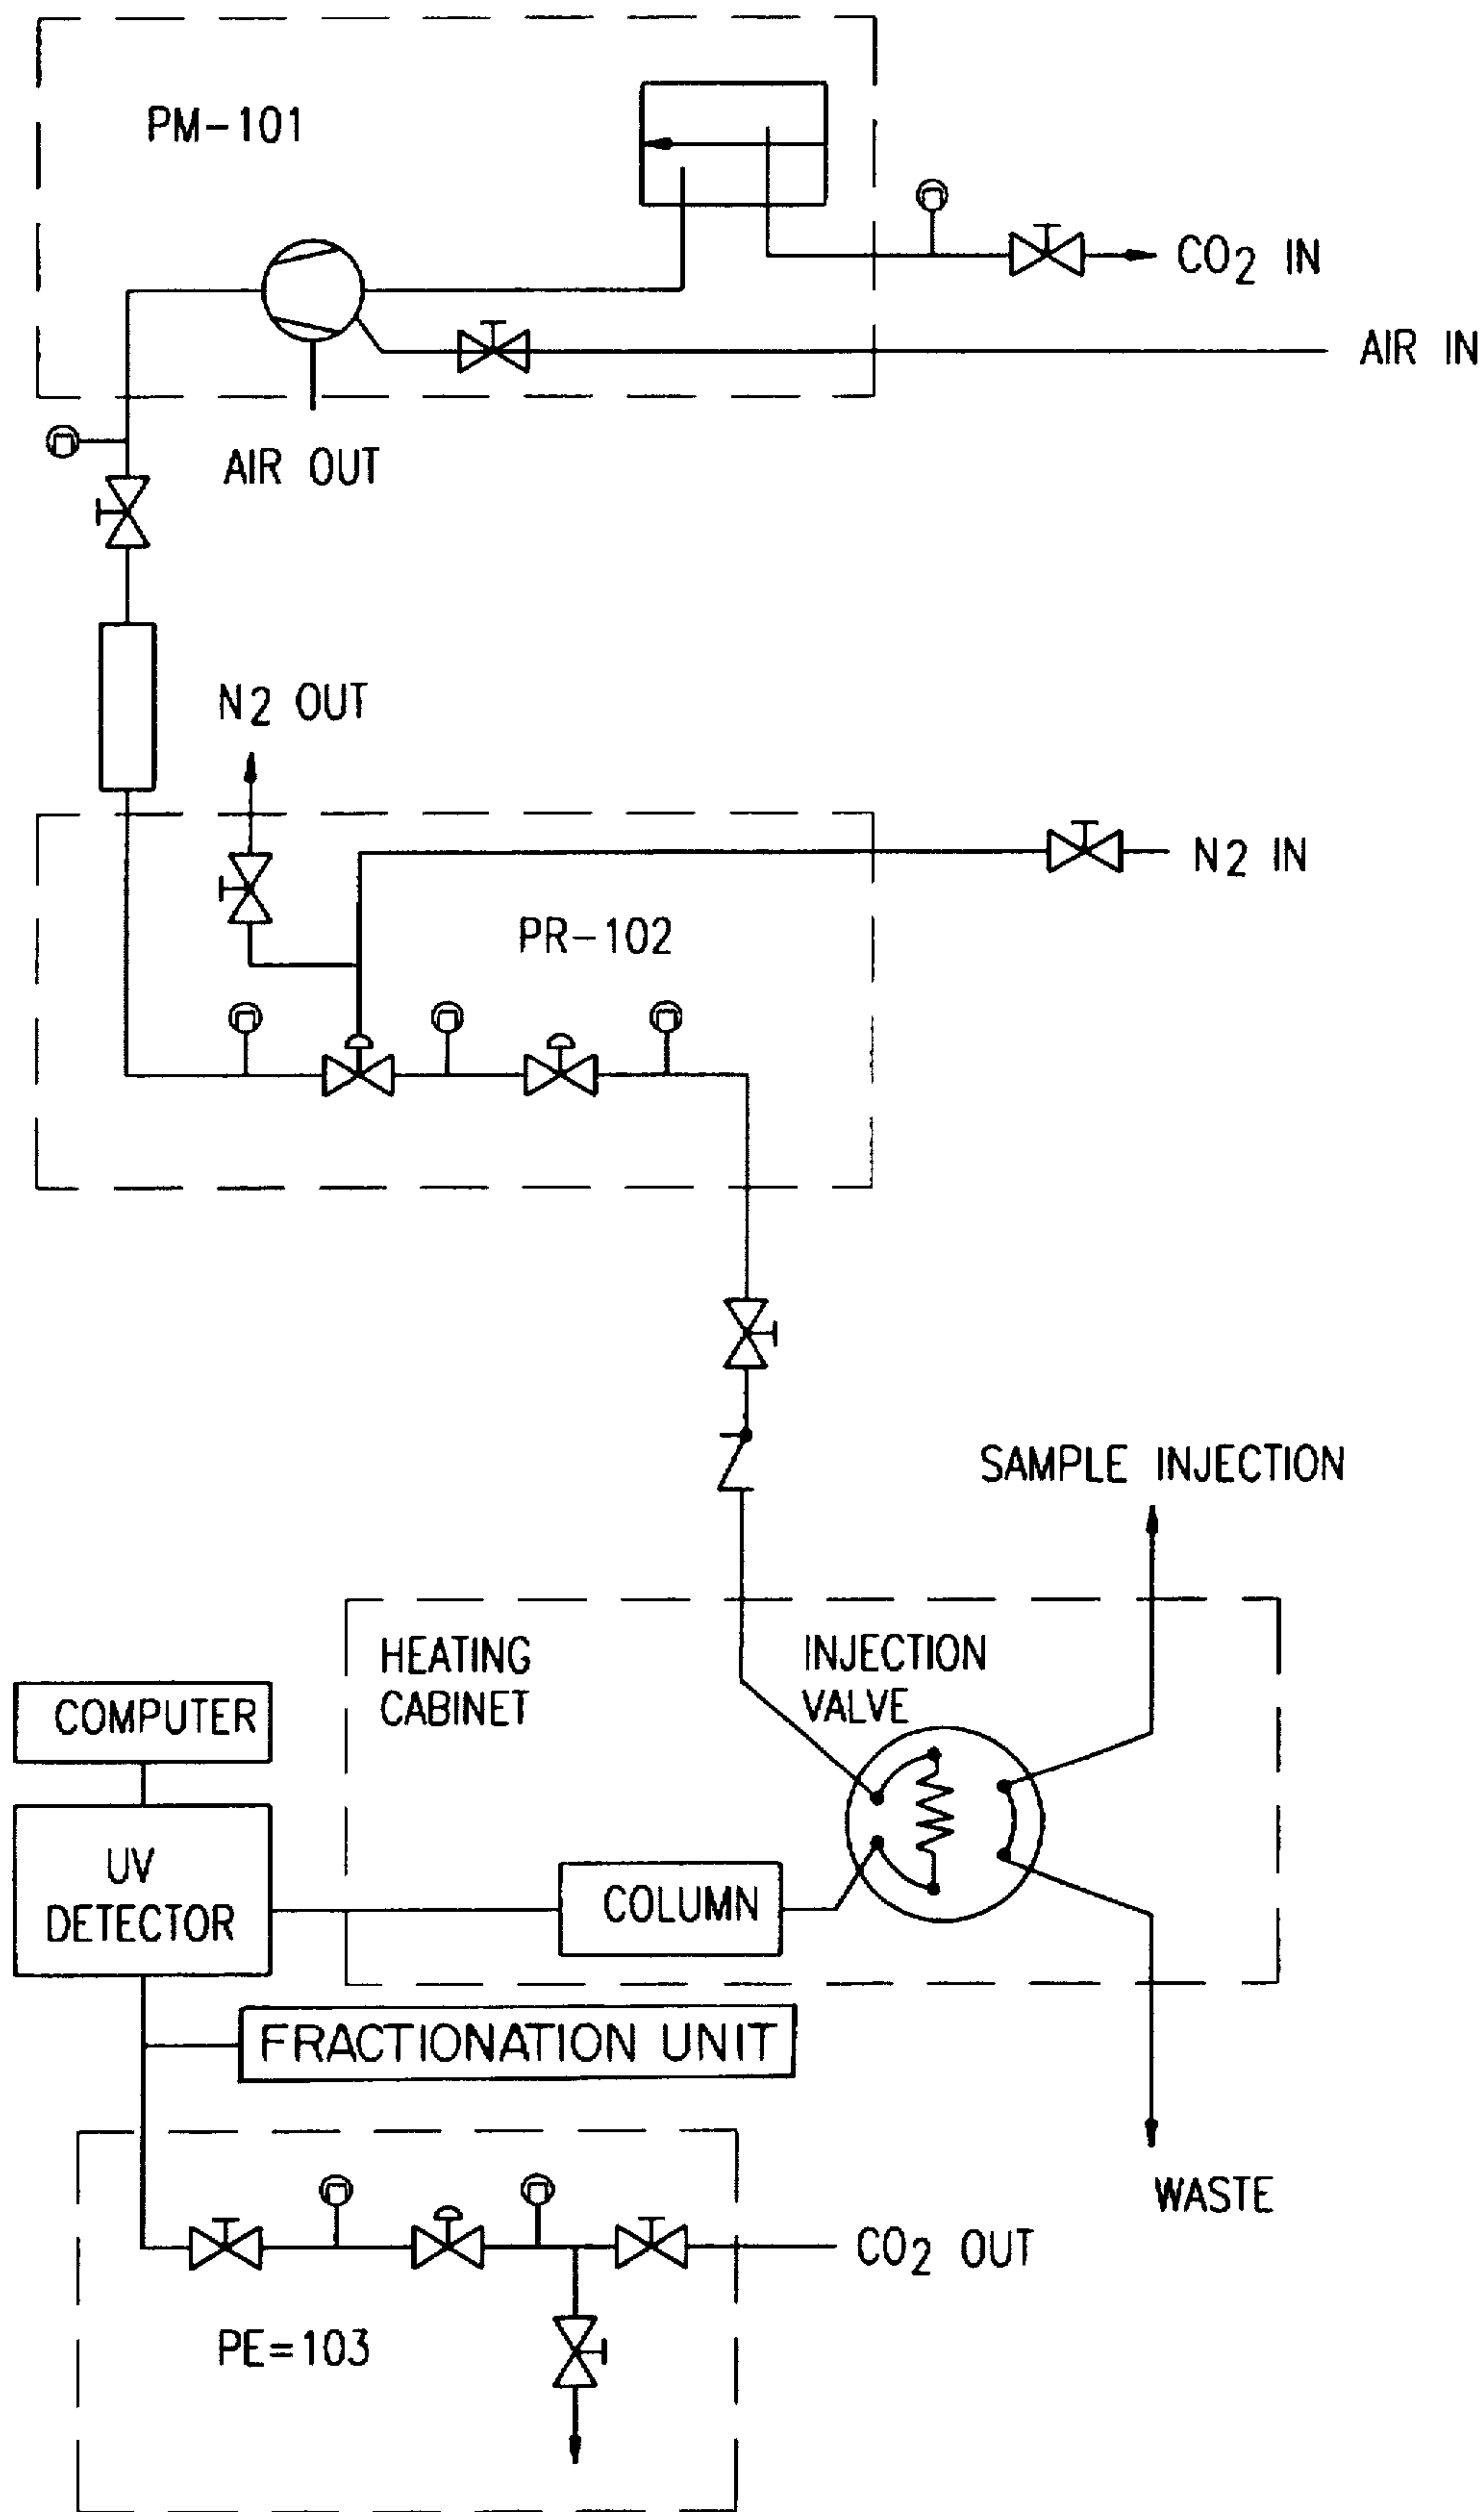 PM-101
CO2 IN
AIR IN
AIR OUT
N2 OUT
N2 IN
PR-102
SAMPLE INJECTION
HEATING
CABINET
INJECTION
VALVE
COMPUTER
UV
DETECTOR
COLUMN
FRACTIONATION UNIT
WASTE
CO2 OUT
PE=103